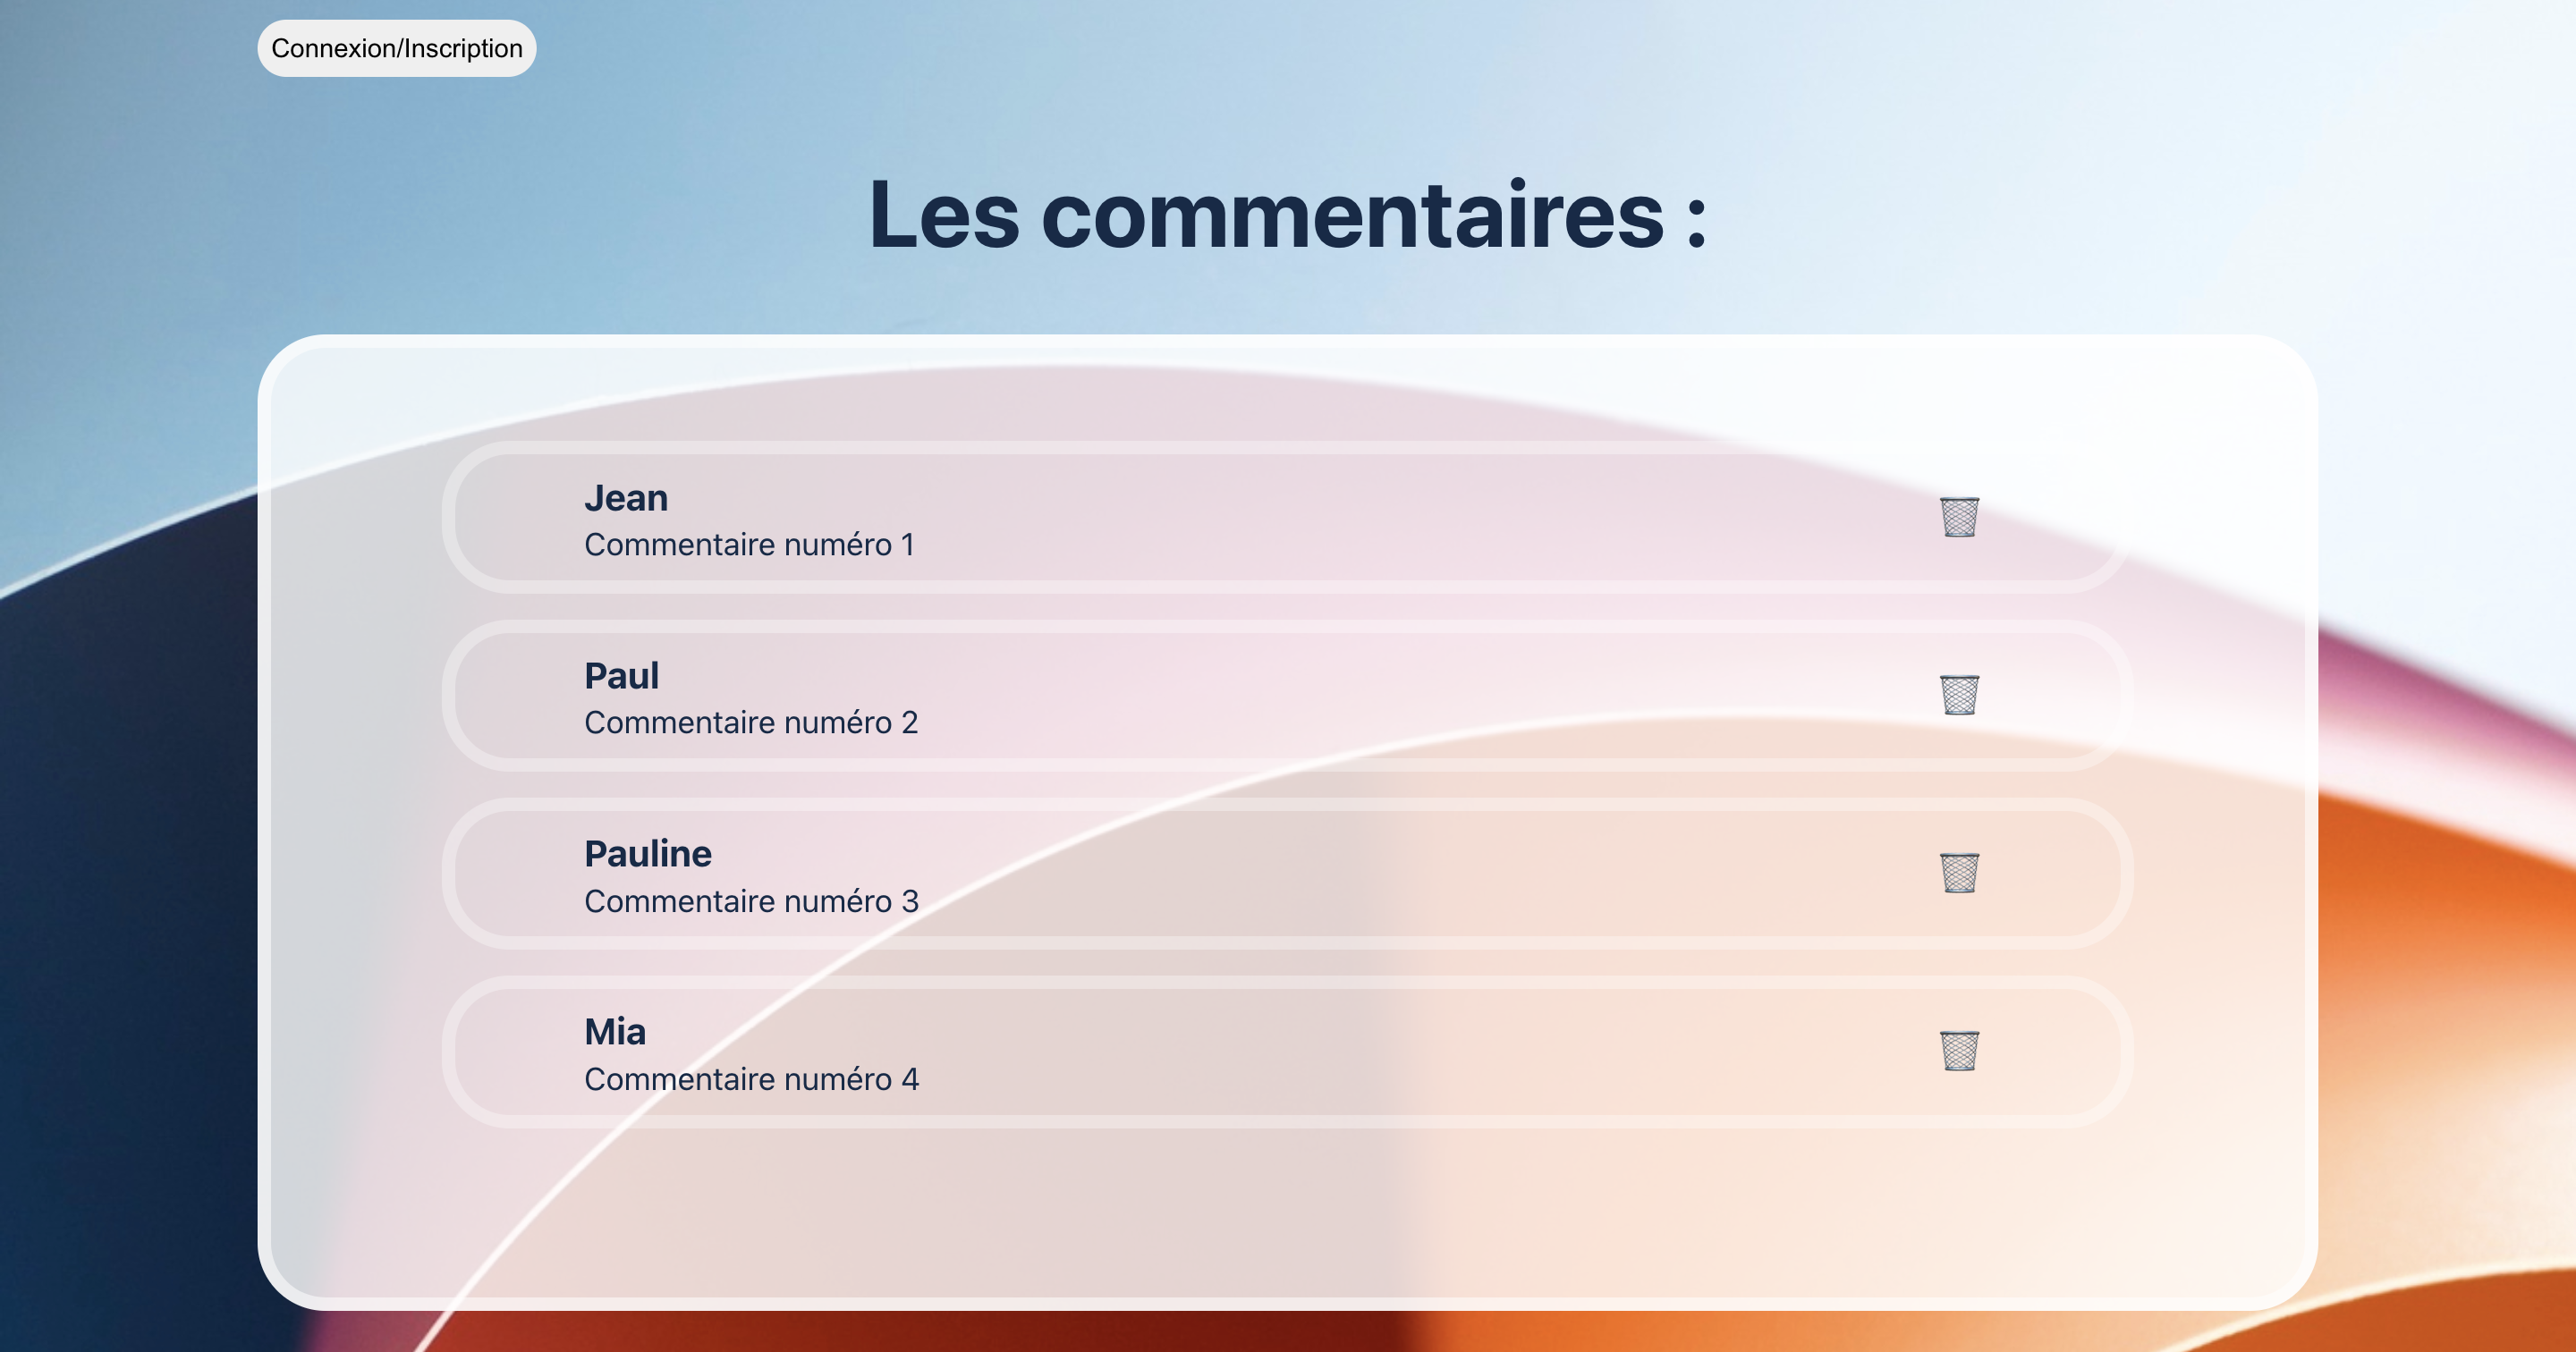 Connexion/Inscription
Les commentaires :
Jean
Commentaire numéro 1
Paul
Commentaire numéro 2
Pauline
Commentaire numéro 3
Mia
Commentaire numéro 4